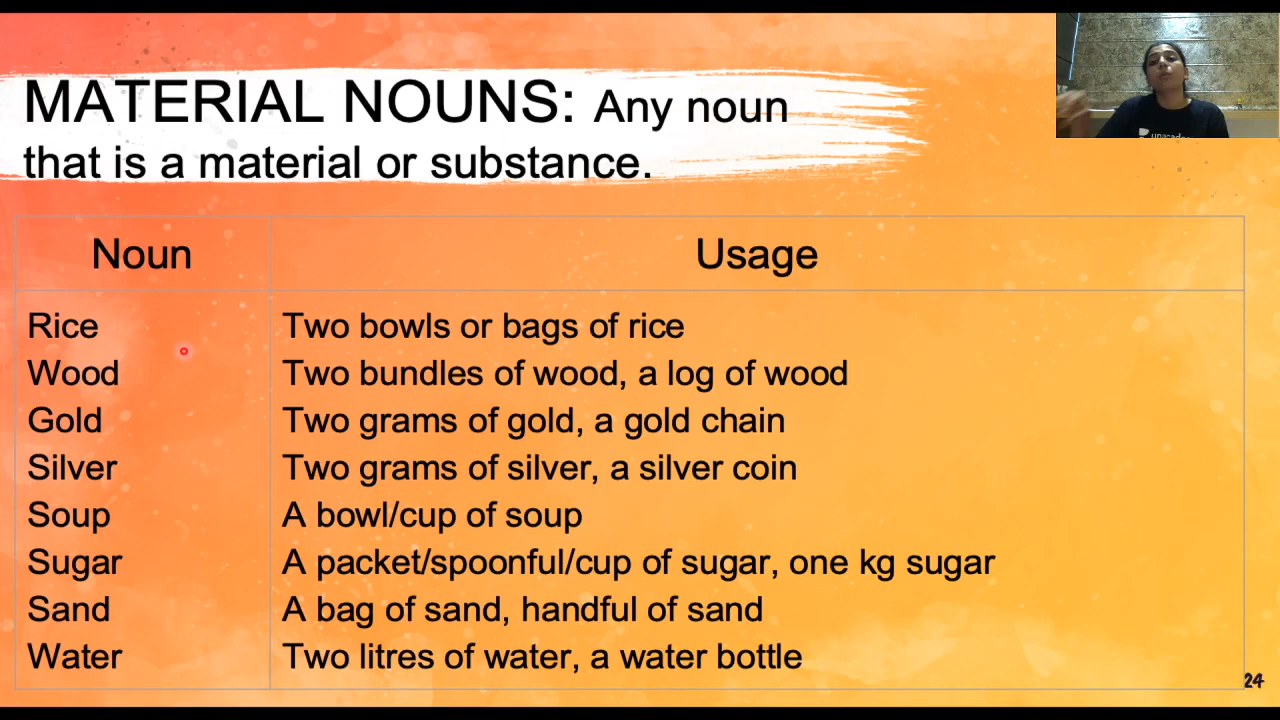 MATERIAL NOUNS: Any noun
that is a material or substance.
Noun Usage
Rice Two bowls or bags of rice
Wood Two bundles of wood, a log of wood
Gold Two grams of gold, a gold chain
Silver Two grams of silver, a silver coin
Soup A bowl/cup of soup
Sugar A packet/spoonful/cup of sugar, one kg sugar
Sand A bag of sand, handful of sand
Water Two litres of water, a water bottle
24